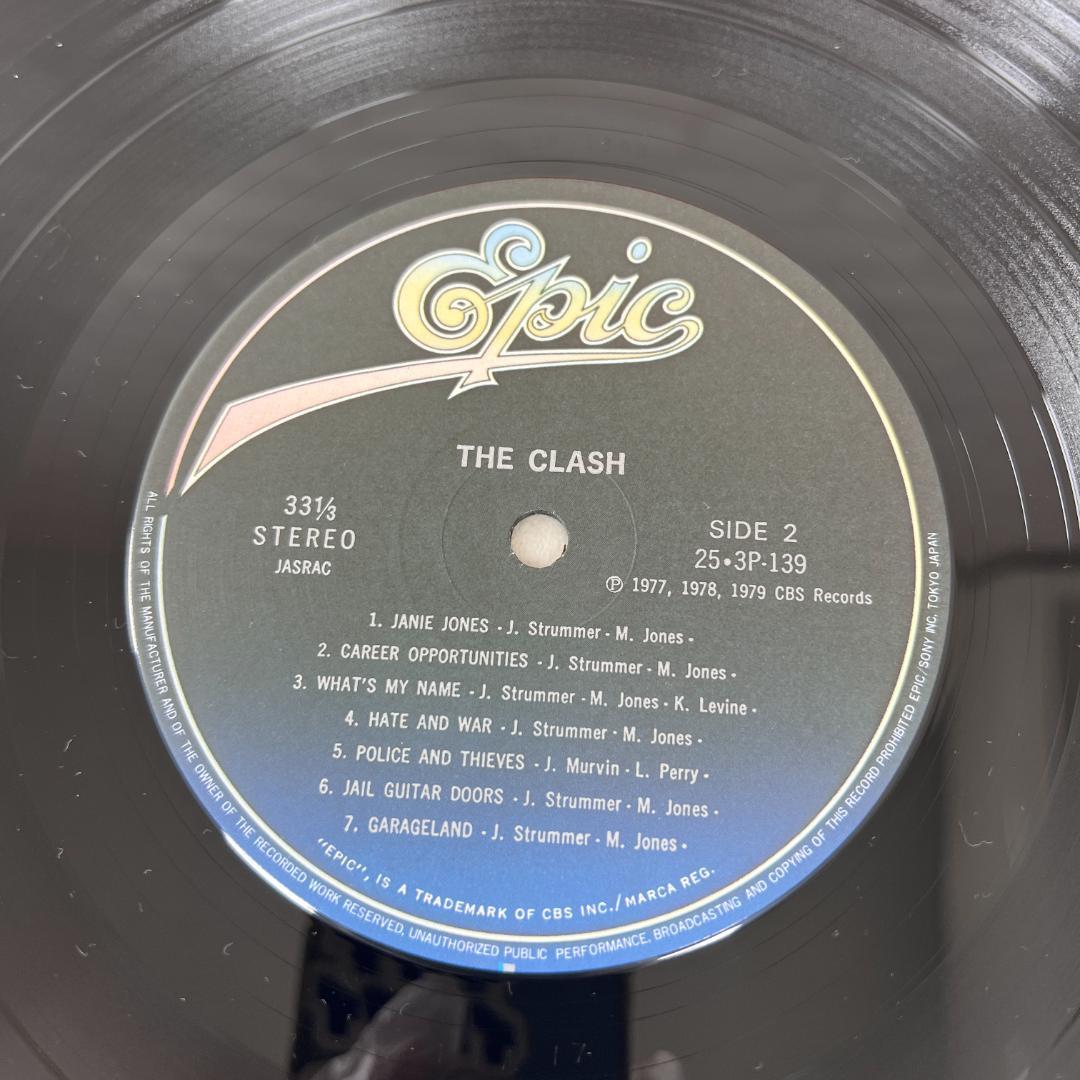 Epic
THE CLASH
33⅓
STEREO
JASRAC
SIDE 2
25•3P-139
Ⓟ 1977, 1978, 1979 CBS Records
1. JANIE JONES • J. Strummer • M. Jones •
2. CAREER OPPORTUNITIES • J. Strummer • M. Jones •
3. WHAT'S MY NAME • J. Strummer • M. Jones • K. Levine •
4. HATE AND WAR • J. Strummer • M. Jones •
5. POLICE AND THIEVES • J. Murvin • L. Perry •
6. JAIL GUITAR DOORS • J. Strummer • M. Jones •
7. GARAGELAND • J. Strummer • M. Jones •
"EPIC", IS A TRADEMARK OF CBS INC./MARCA REG.
ALL RIGHTS OF THE MANUFACTURER AND OF THE OWNER OF THE RECORDED WORK RESERVED, UNAUTHORIZED PUBLIC PERFORMANCE, BROADCASTING AND COPYING OF THIS RECORD PROHIBITED EPIC/SONY INC. TOKYO JAPAN